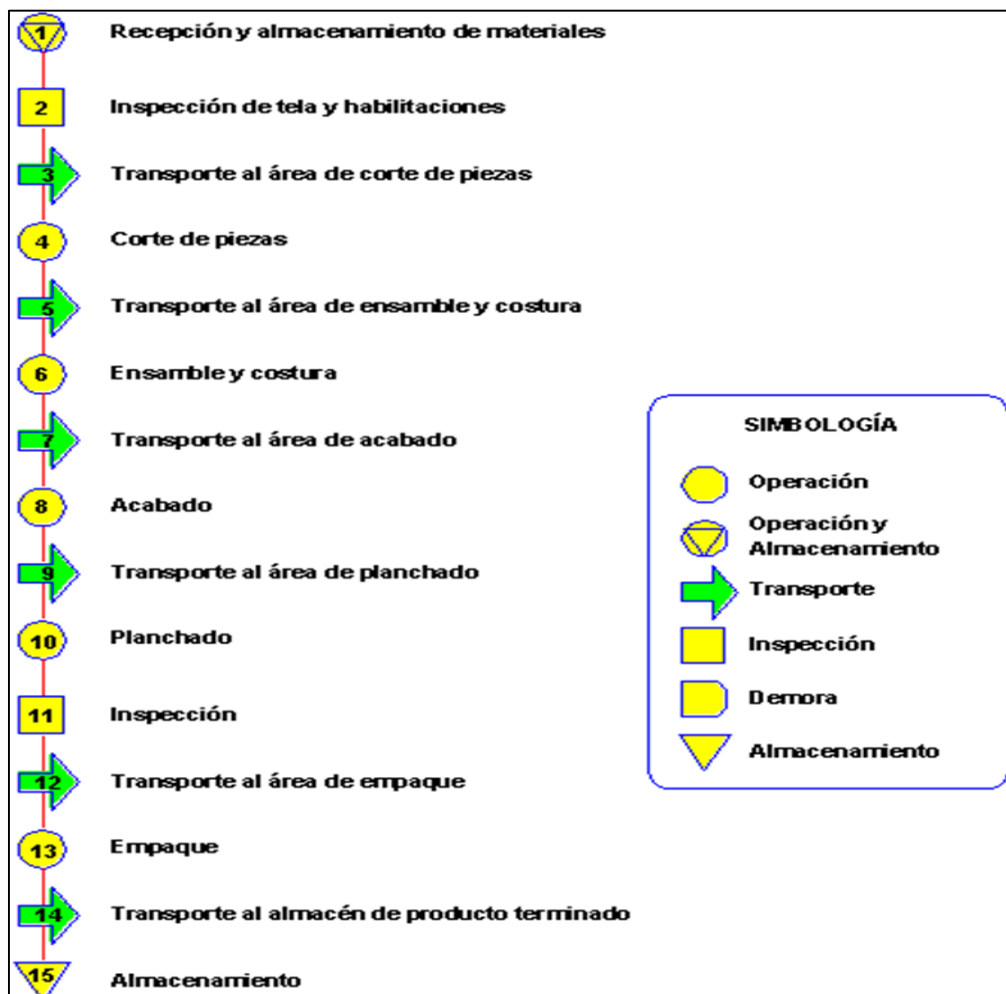 1 Recepción y almacenamiento de materiales
2 Inspección de tela y habilitaciones
3 Transporte al área de corte de piezas
4 Corte de piezas
5 Transporte al área de ensamble y costura
6 Ensamble y costura
7 Transporte al área de acabado
8 Acabado
9 Transporte al área de planchado
10 Planchado
11 Inspección
12 Transporte al área de empaque
13 Empaque
14 Transporte al almacén de producto terminado
15 Almacenamiento
SIMBOLOGÍA
Operación
Operación y
Almacenamiento
Transporte
Inspección
Demora
Almacenamiento